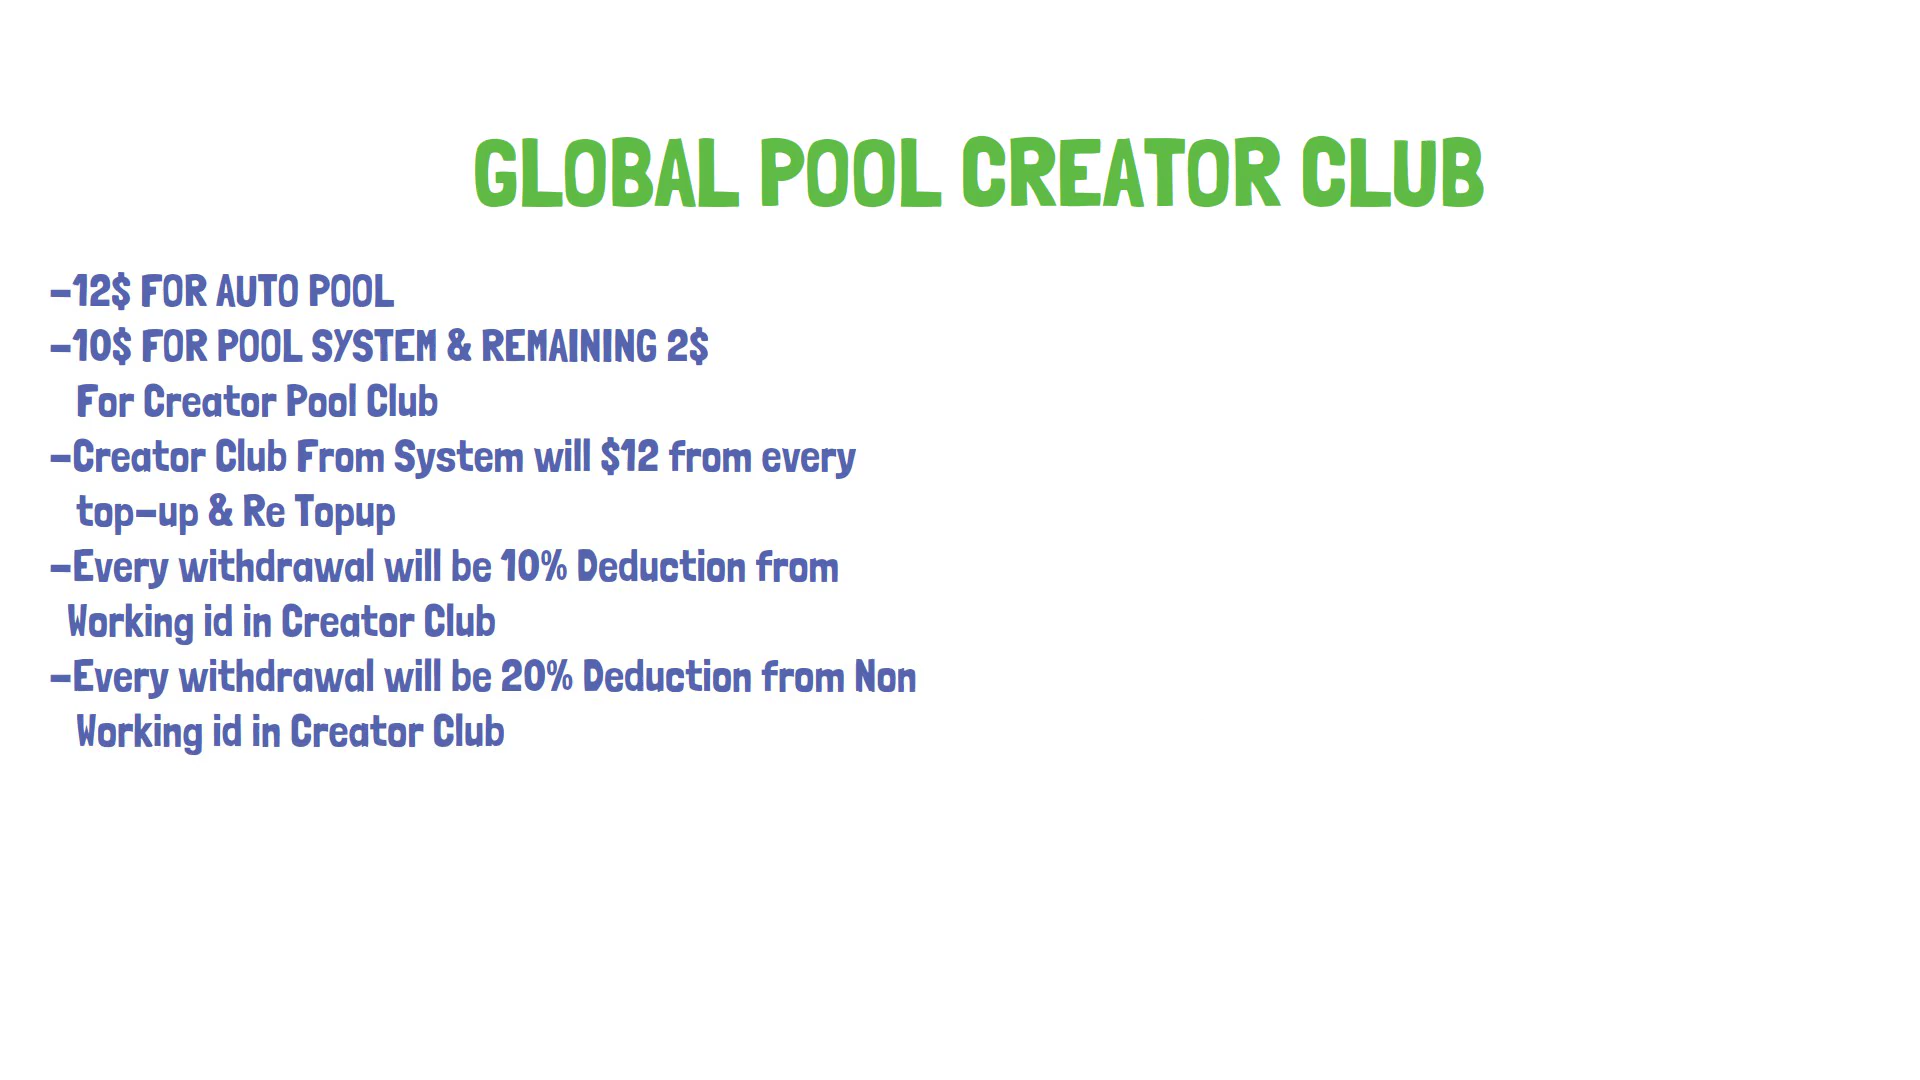 GLOBAL POOL CREATOR CLUB
-12$ FOR AUTO POOL
-10$ FOR POOL SYSTEM & REMAINING 2$
For Creator Pool Club
-Creator Club From System will $12 from every
top-up & Re Topup
-Every withdrawal will be 10% Deduction from
Working id in Creator Club
-Every withdrawal will be 20% Deduction from Non
Working id in Creator Club